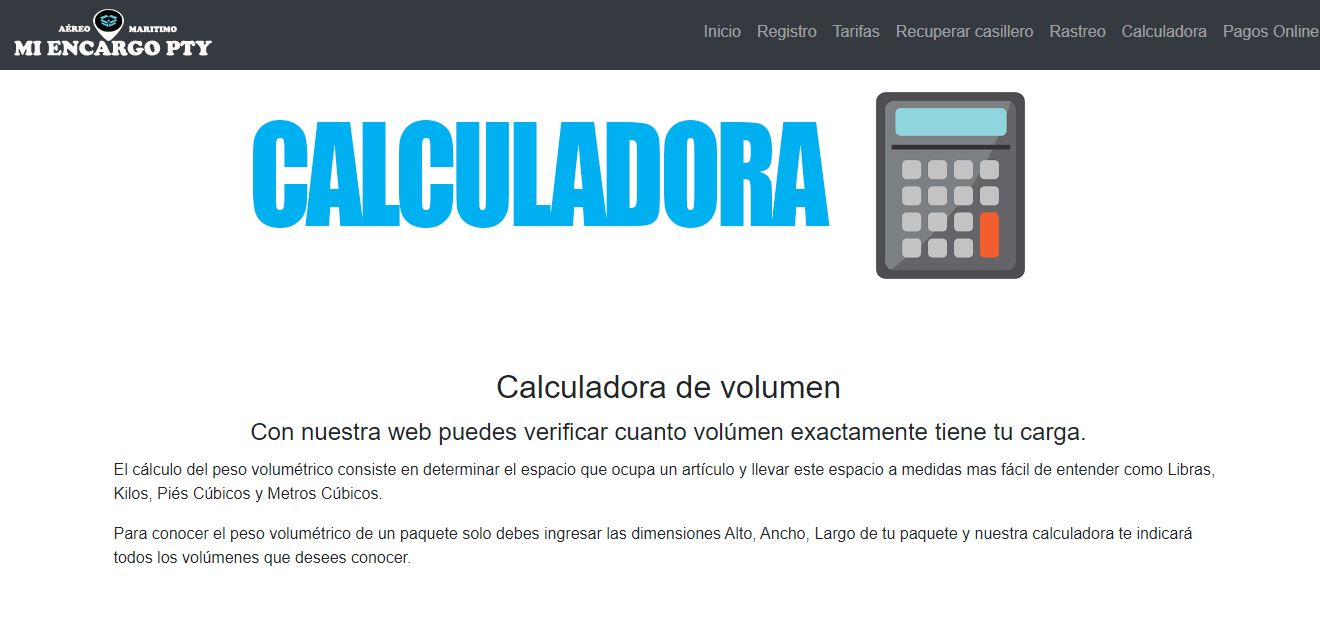 AÉREO MARITIMO
MI ENCARGO PTY
Inicio Registro Tarifas Recuperar casillero Rastreo Calculadora Pagos Online
CALCULADORA
Calculadora de volumen
Con nuestra web puedes verificar cuanto volúmen exactamente tiene tu carga.
El cálculo del peso volumétrico consiste en determinar el espacio que ocupa un artículo y llevar este espacio a medidas mas fácil de entender como Libras,
Kilos, Piés Cúbicos y Metros Cúbicos.
Para conocer el peso volumétrico de un paquete solo debes ingresar las dimensiones Alto, Ancho, Largo de tu paquete y nuestra calculadora te indicará
todos los volúmenes que desees conocer.